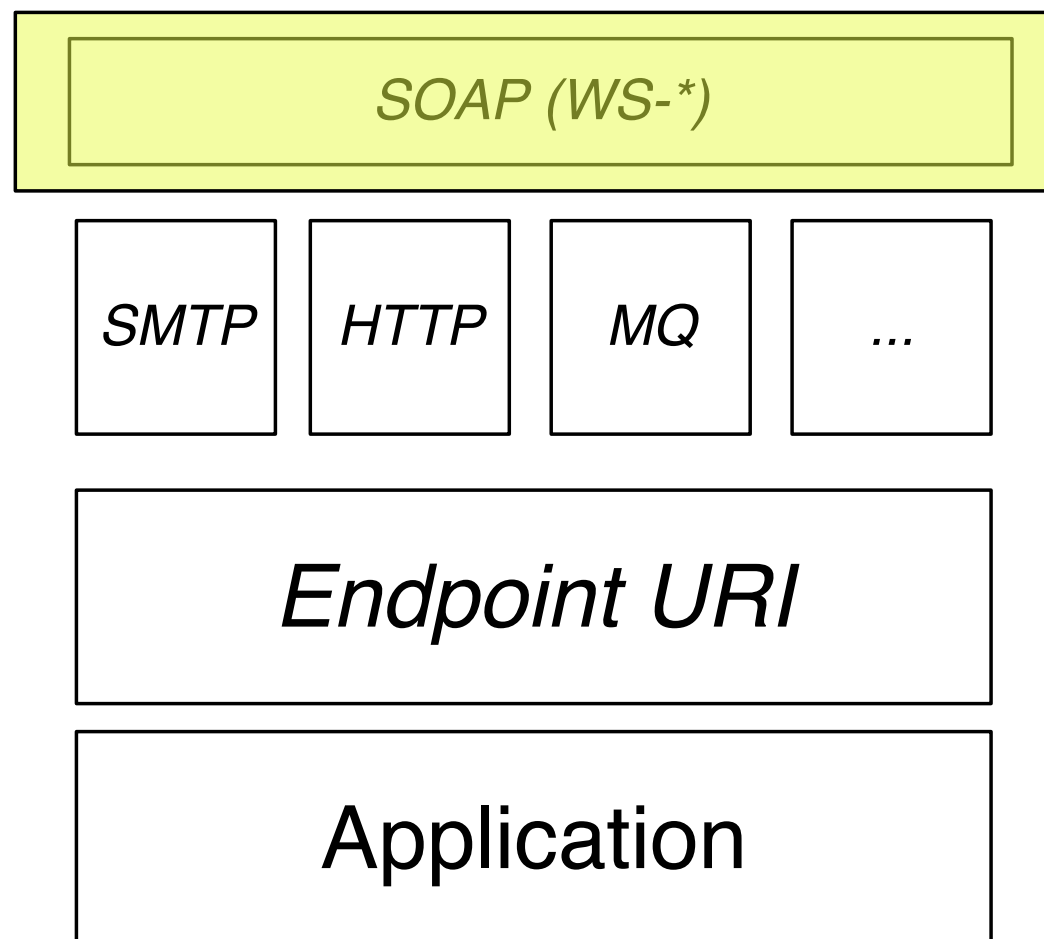 SOAP (WS-*)
SMTP HTTP MQ ...
Endpoint URI
Application